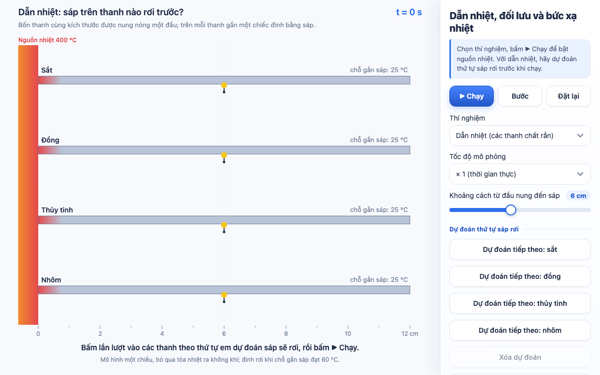 Dẫn nhiệt: sáp trên thanh nào rơi trước?
t = 0 s
Bốn thanh cùng kích thước được nung nóng một đầu; trên mỗi thanh gắn một chiếc đinh bằng sáp.
Nguồn nhiệt 400 °C
Sắt
chỗ gắn sáp: 25 °C
Đồng
chỗ gắn sáp: 25 °C
Thủy tinh
chỗ gắn sáp: 25 °C
Nhôm
chỗ gắn sáp: 25 °C
0 2 4 6 8 10 12 cm
Bấm lần lượt vào các thanh theo thứ tự em dự đoán sáp sẽ rơi, rồi bấm ▶ Chạy.
Mô hình một chiều, bỏ qua tỏa nhiệt ra không khí; đinh rơi khi chỗ gắn sáp đạt 60 °C.
Dẫn nhiệt, đối lưu và bức xạ
nhiệt
Chọn thí nghiệm, bấm ▶ Chạy để bật
nguồn nhiệt. Với dẫn nhiệt, hãy dự đoán
thứ tự sáp rơi trước khi chạy.
▶ Chạy
Bước
Đặt lại
Thí nghiệm
Dẫn nhiệt (các thanh chất rắn)
Tốc độ mô phỏng
× 1 (thời gian thực)
Khoảng cách từ đầu nung đến sáp
6 cm
Dự đoán thứ tự sáp rơi
Dự đoán tiếp theo: sắt
Dự đoán tiếp theo: đồng
Dự đoán tiếp theo: thủy tinh
Dự đoán tiếp theo: nhôm
Xóa dự đoán